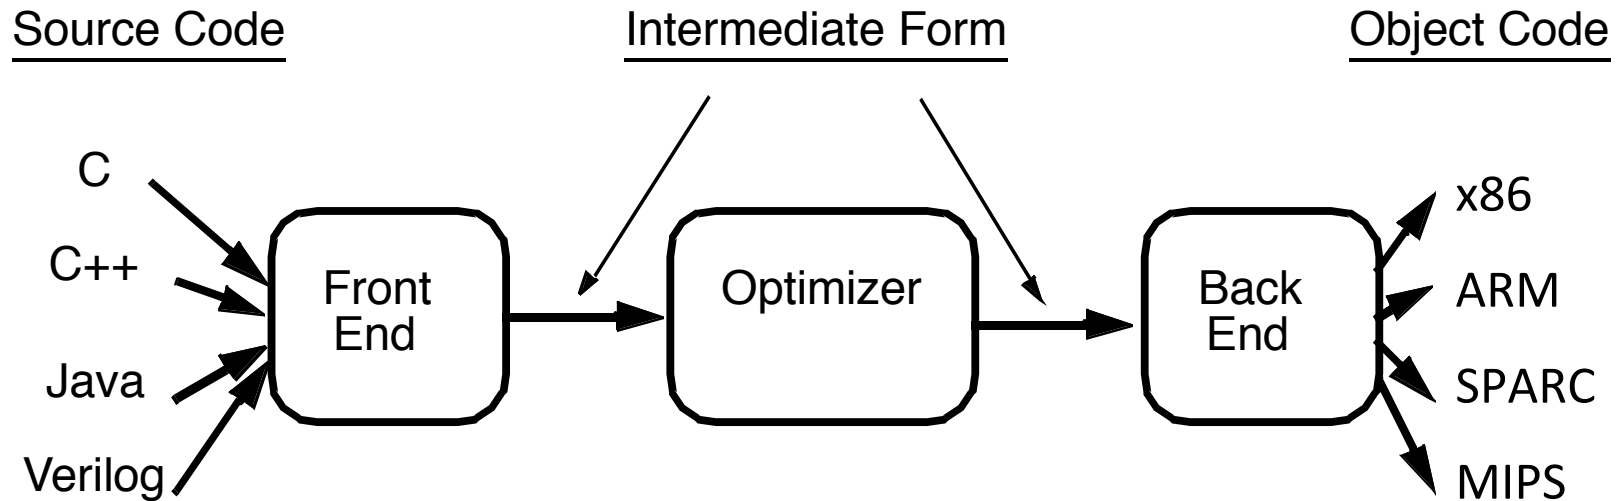 Source Code
Intermediate Form
Object Code
C
C++
Java
Verilog
Front
End
Optimizer
Back
End
x86
ARM
SPARC
MIPS